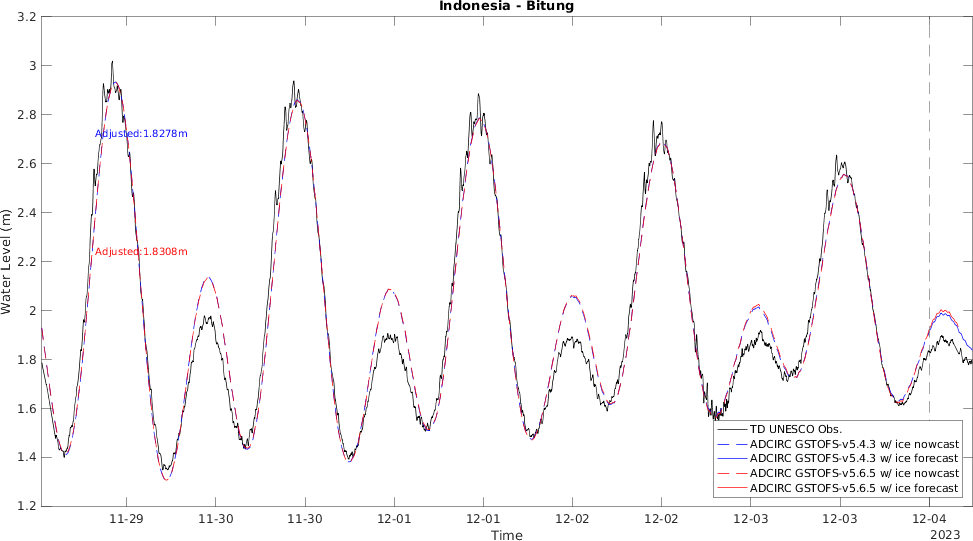 Indonesia - Bitung
3.2
3
2.8
2.6
2.4
2.2
2
1.8
1.6
1.4
1.2
Water Level (m)
Adjusted:1.8278m
Adjusted:1.8308m
TD UNESCO Obs.
ADCIRC GSTOFS-v5.4.3 w/ ice nowcast
ADCIRC GSTOFS-v5.4.3 w/ ice forecast
ADCIRC GSTOFS-v5.6.5 w/ ice nowcast
ADCIRC GSTOFS-v5.6.5 w/ ice forecast
11-29 11-30 11-30 12-01 12-01 12-02 12-02 12-03 12-03 12-04
2023
Time